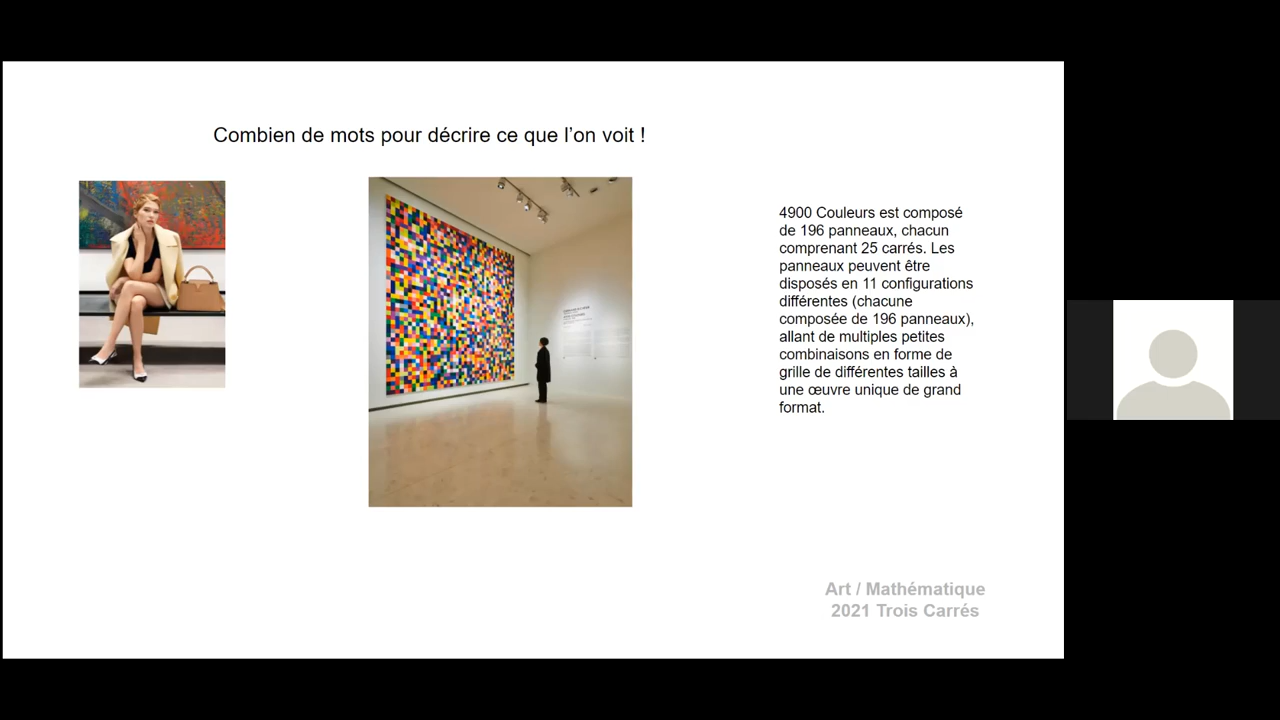 Combien de mots pour décrire ce que l'on voit !
4900 Couleurs est composé
de 196 panneaux, chacun
comprenant 25 carrés. Les
panneaux peuvent être
disposés en 11 configurations
différentes (chacune
composée de 196 panneaux),
allant de multiples petites
combinaisons en forme de
grille de différentes tailles à
une œuvre unique de grand
format.
Art / Mathématique
2021 Trois Carrés